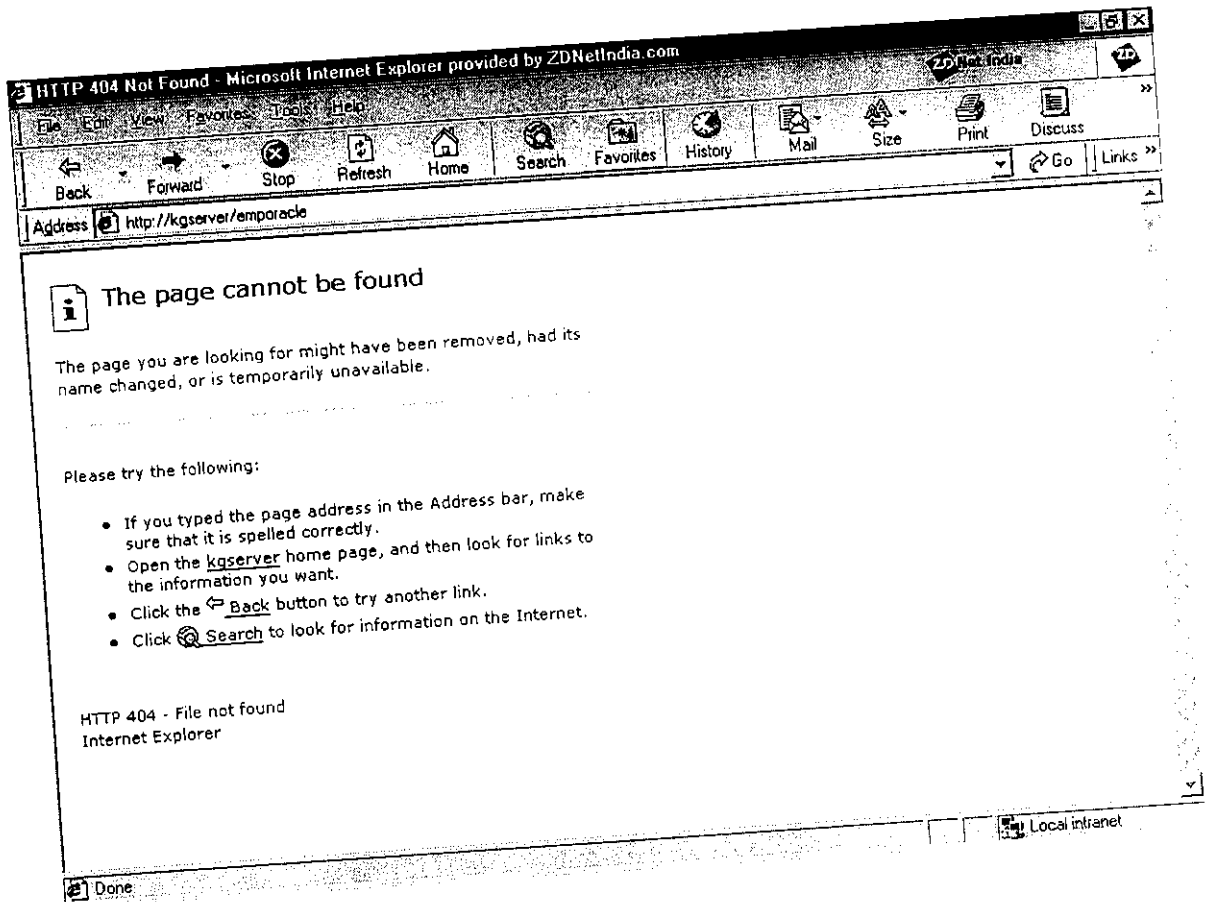 HTTP 404 Not Found - Microsoft Internet Explorer provided by ZDNetIndia.com
File Edit View Favorites Tools Help ZD Net India ZD
Back Forward Stop Refresh Home Search Favorites History Mail Size Print Discuss »
Address http://kgserver/emporacle Go Links »
The page cannot be found
The page you are looking for might have been removed, had its
name changed, or is temporarily unavailable.
Please try the following:
• If you typed the page address in the Address bar, make
sure that it is spelled correctly.
• Open the kgserver home page, and then look for links to
the information you want.
• Click the Back button to try another link.
• Click Search to look for information on the Internet.
HTTP 404 - File not found
Internet Explorer
Done Local intranet